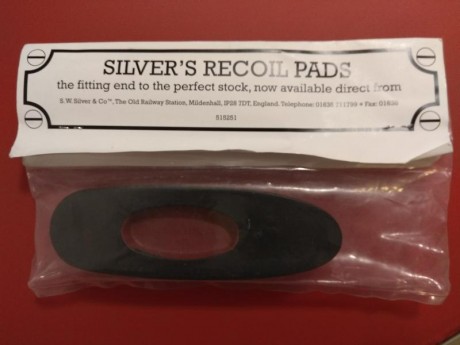 SILVER'S RECOIL PADS
the fitting end to the perfect stock, now available direct from
S.W. Silver & Co™, The Old Railway Station, Mildenhall, IP28 7DT, England. Telephone: 01638 711799 • Fax: 01638
515251